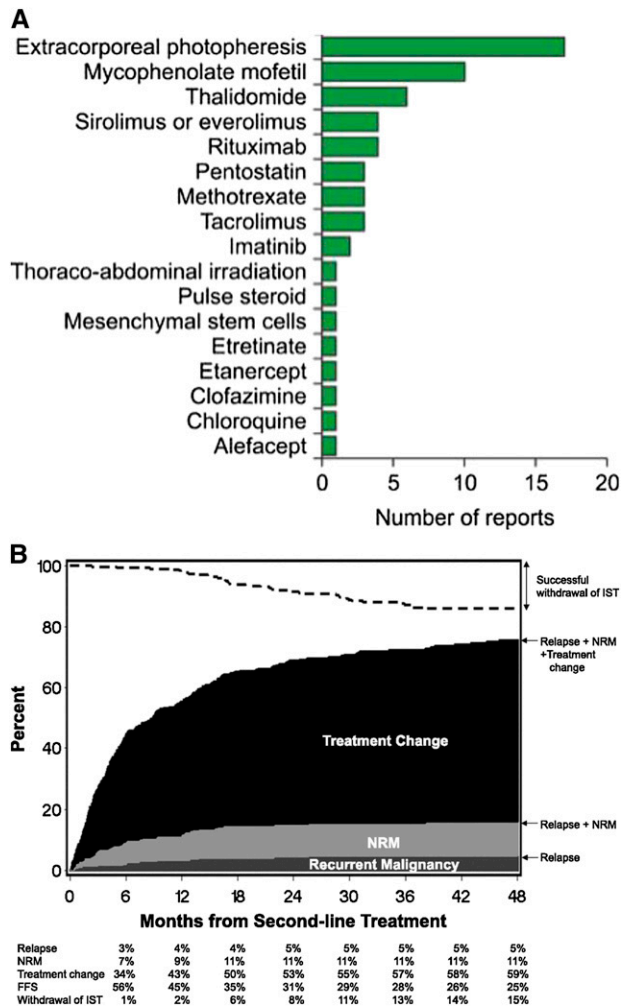 A
Extracorporeal photopheresis
Mycophenolate mofetil
Thalidomide
Sirolimus or everolimus
Rituximab
Pentostatin
Methotrexate
Tacrolimus
Imatinib
Thoraco-abdominal irradiation
Pulse steroid
Mesenchymal stem cells
Etretinate
Etanercept
Clofazimine
Chloroquine
Alefacept
0 5 10 15 20
Number of reports
B
100
80
60
40
20
0
Percent
Successful
withdrawal of IST
Relapse + NRM
+Treatment
change
Treatment Change
Relapse + NRM
NRM
Relapse
Recurrent Malignancy
0 6 12 18 24 30 36 42 48
Months from Second-line Treatment
Relapse 3% 4% 4% 5% 5% 5% 5% 5%
NRM 7% 9% 11% 11% 11% 11% 11% 11%
Treatment change 34% 43% 50% 53% 55% 57% 58% 59%
FFS 56% 45% 35% 31% 29% 28% 26% 25%
Withdrawal of IST 1% 2% 6% 8% 11% 13% 14% 15%